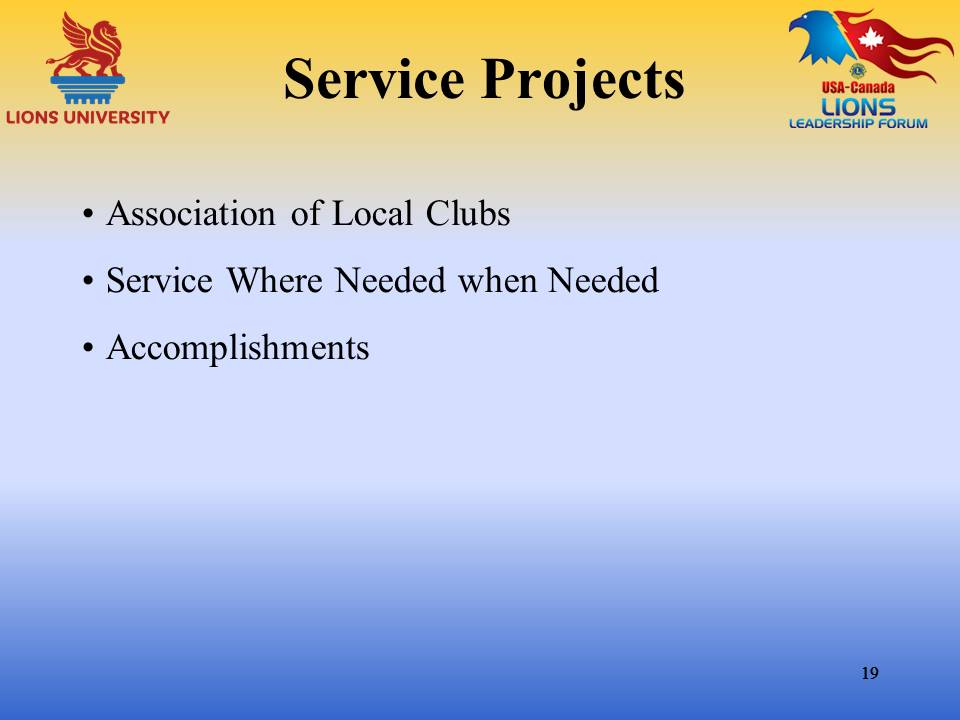 Service Projects
LIONS UNIVERSITY
USA-Canada
LIONS
LEADERSHIP FORUM
• Association of Local Clubs
• Service Where Needed when Needed
• Accomplishments
19